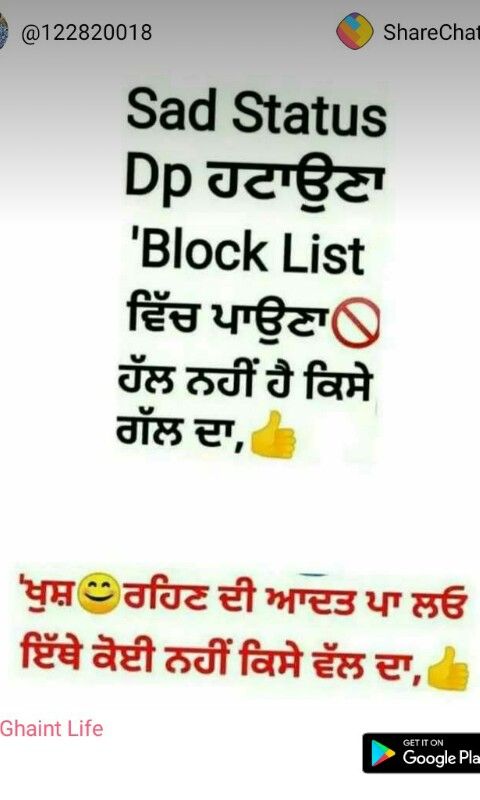 @122820018
ShareChat
Sad Status
Dp ਹਟਾਉਣਾ
'Block List
ਵਿੱਚ ਪਾਉਣਾ🚫
ਹੱਲ ਨਹੀਂ ਹੈ ਕਿਸੇ
ਗੱਲ ਦਾ,👍
'ਖੁਸ਼😊ਰਹਿਣ ਦੀ ਆਦਤ ਪਾ ਲਓ
ਇੱਥੇ ਕੋਈ ਨਹੀਂ ਕਿਸੇ ਵੱਲ ਦਾ,👍
Ghaint Life
GET IT ON
Google Pla